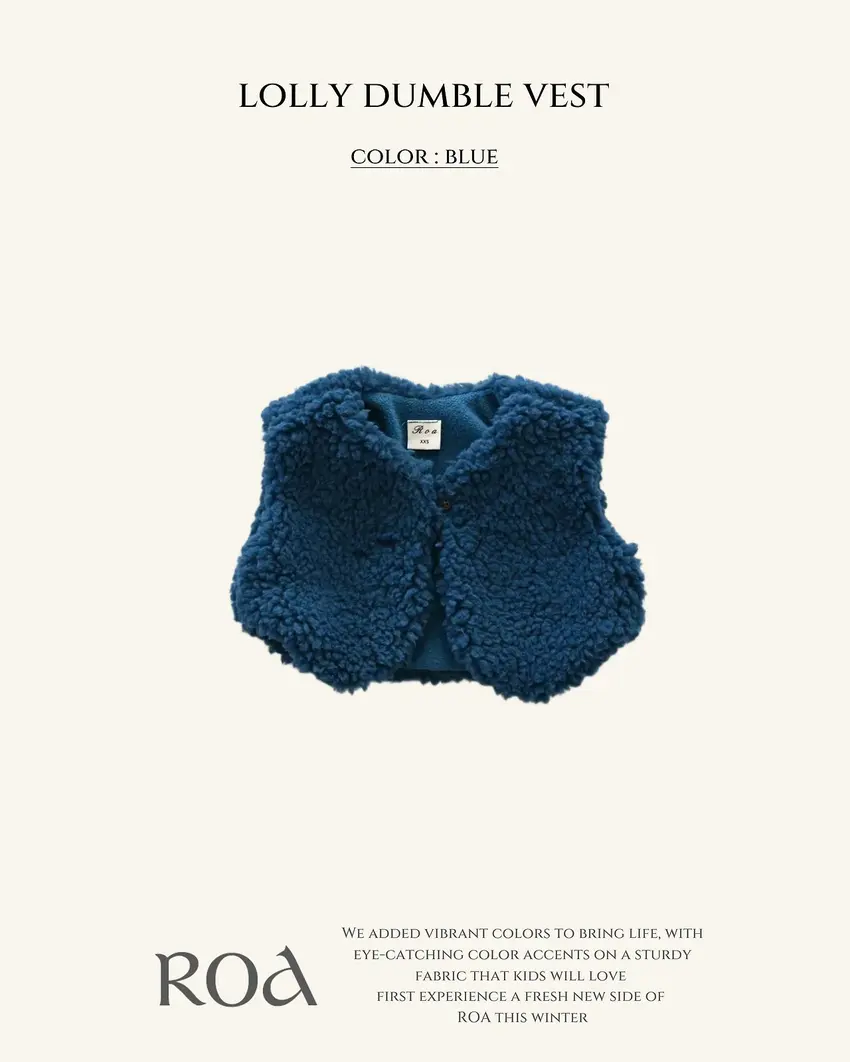 LOLLY DUMBLE VEST
COLOR : BLUE
Roa
XXS
ROA
WE ADDED VIBRANT COLORS TO BRING LIFE, WITH
EYE-CATCHING COLOR ACCENTS ON A STURDY
FABRIC THAT KIDS WILL LOVE
FIRST EXPERIENCE A FRESH NEW SIDE OF
ROA THIS WINTER